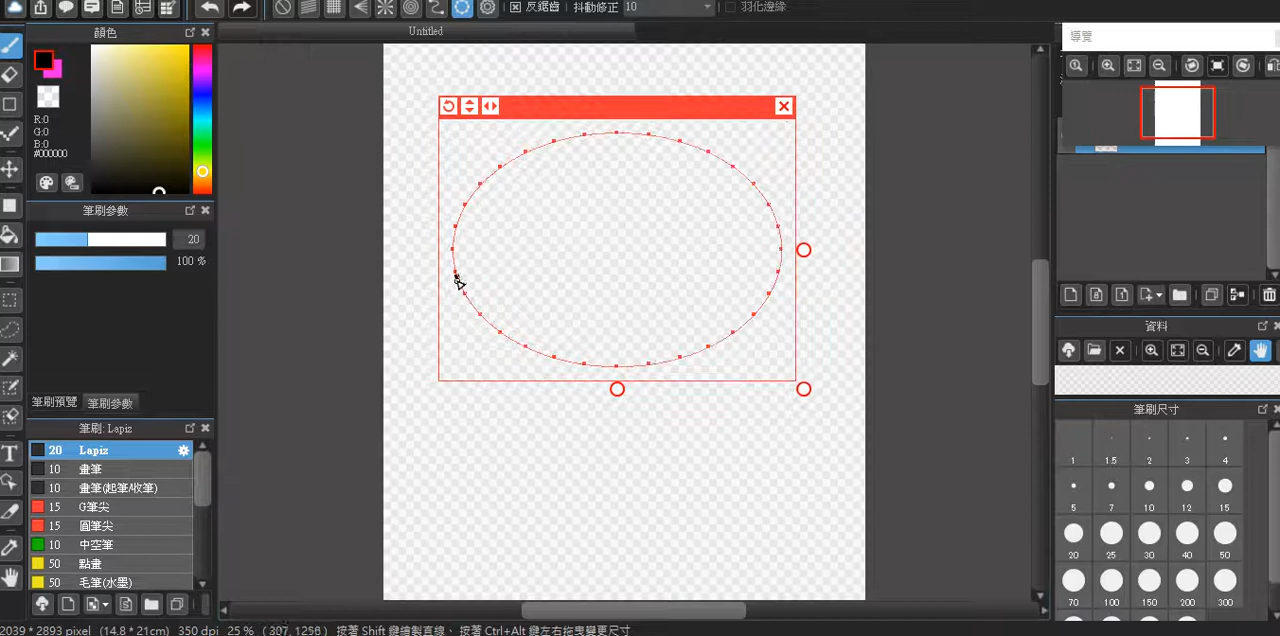 反鋸齒
抖動修正
10
羽化邊緣
顏色
Untitled
導覽
R:0
G:0
B:0
#000000
筆刷參數
20
100 %
筆刷預覽
筆刷參數
筆刷: Lapiz
20 Lapiz
10 畫筆
10 畫筆(起筆/收筆)
15 G筆尖
15 圓筆尖
10 中空筆
50 點畫
50 毛筆(水墨)
資料
筆刷尺寸
1 1.5 2 3 4
5 7 10 12 15
20 25 30 40 50
70 100 150 200 300
2039 * 2893 pixel (14.8 * 21cm) 350 dpi 25 % ( 307, 1256) 按著 Shift 鍵繪製直線、 按著 Ctrl+Alt 鍵左右拖曳變更尺寸